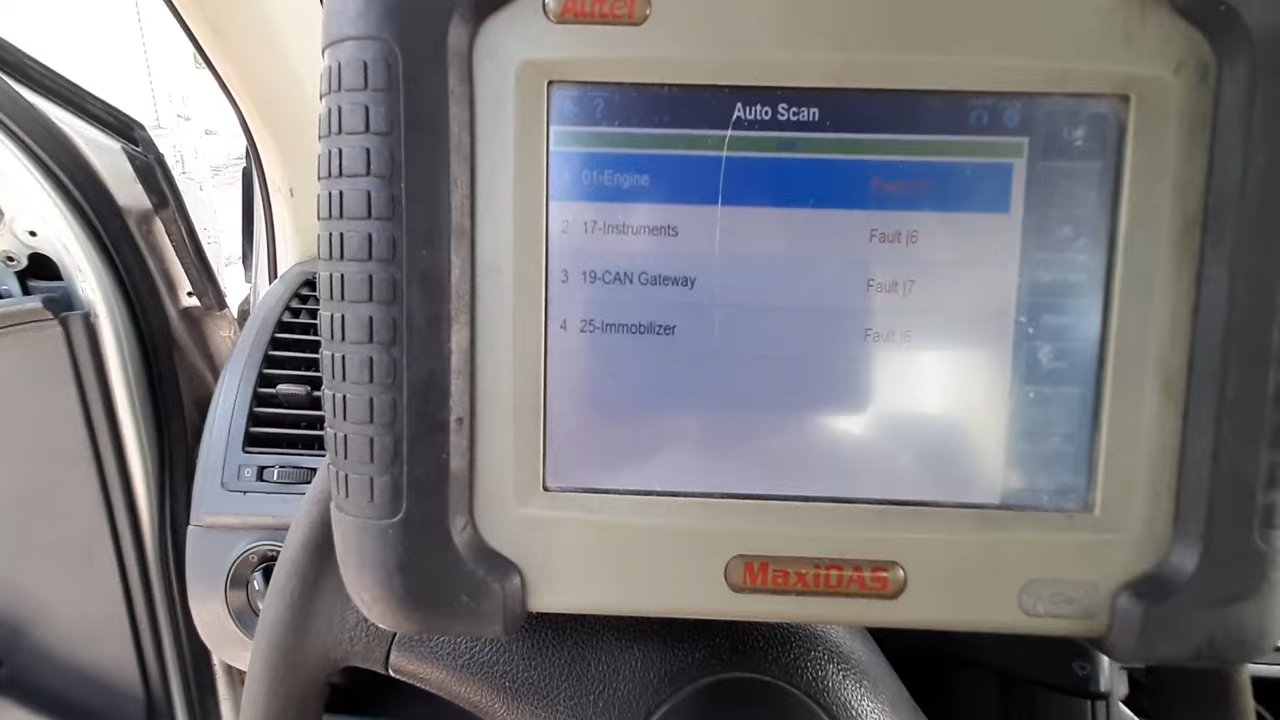 Autel
? Auto Scan
01-Engine
2 17-Instruments Fault |6
3 19-CAN Gateway Fault |7
4 25-Immobilizer Fault |6
0
MaxiDAS